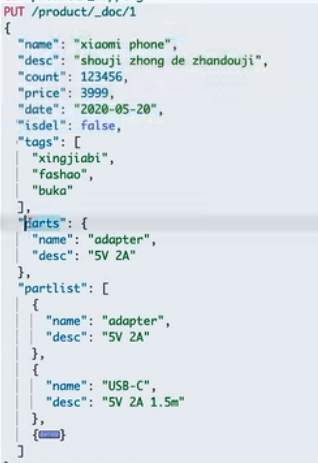 PUT /product/_doc/1
{
"name": "xiaomi phone",
"desc": "shouji zhong de zhandouji",
"count": 123456,
"price": 3999,
"date": "2020-05-20",
"isdel": false,
"tags": [
"xingjiabi",
"fashao",
"buka"
],
"parts": {
"name": "adapter",
"desc": "5V 2A"
},
"partlist": [
{
"name": "adapter",
"desc": "5V 2A"
},
{
"name": "USB-C",
"desc": "5V 2A 1.5m"
},
{}
]